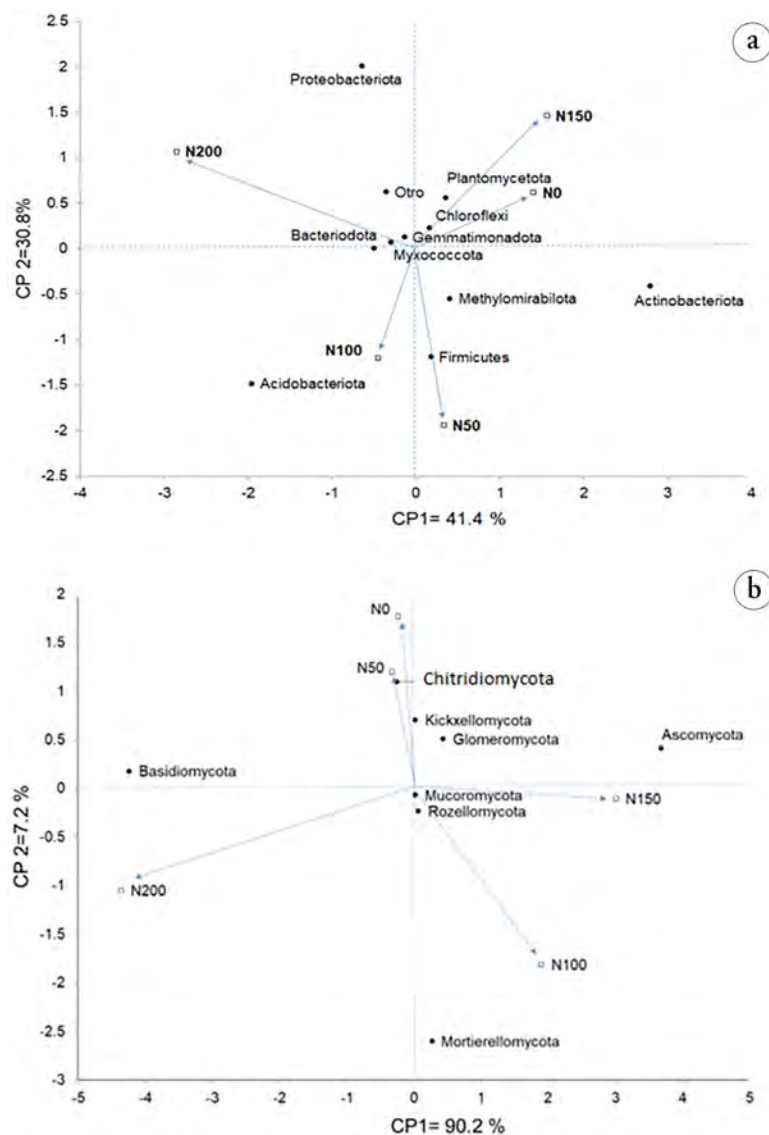 a
2.5
2
1.5
1
0.5
0
-0.5
-1
-1.5
-2
-2.5
CP 2=30.8%
Proteobacteriota
N150
N200
Plantomycetota
Otro
N0
Chloroflexi
Bacteriodota
Gemmatimonadota
Myxococcota
Methylomirabilota
Actinobacteriota
N100
Firmicutes
Acidobacteriota
N50
-4 -3 -2 -1 0 1 2 3 4
CP1= 41.4 %
b
2
1.5
1
0.5
0
-0.5
-1
-1.5
-2
-2.5
-3
CP 2=7.2 %
N0
N50
Chitridiomycota
Kickxellomycota
Glomeromycota
Ascomycota
Basidiomycota
Mucoromycota
N150
Rozellomycota
N200
N100
Mortierellomycota
-5 -4 -3 -2 -1 0 1 2 3 4 5
CP1= 90.2 %